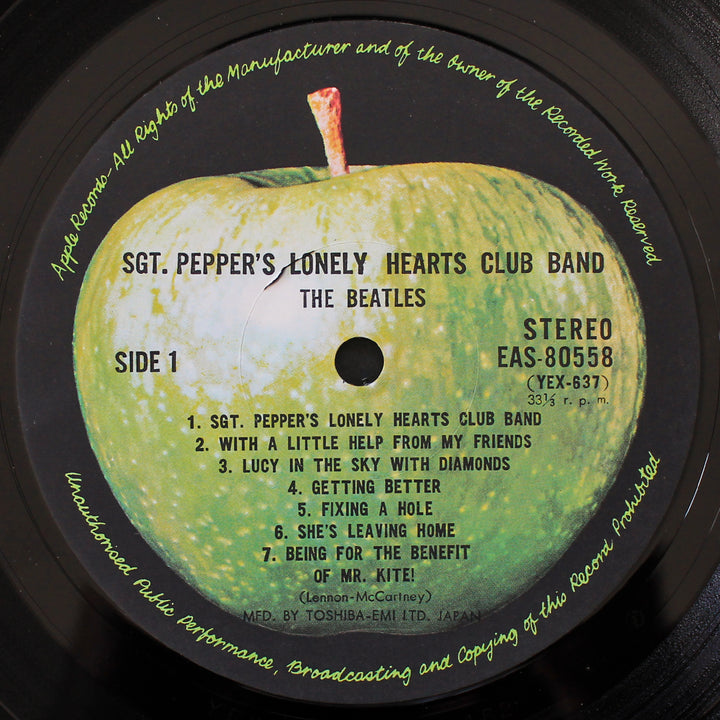 Apple Records-All Rights of the Manufacturer and of the Owner of the Recorded Work Reserved
SGT. PEPPER'S LONELY HEARTS CLUB BAND
THE BEATLES
SIDE 1
STEREO
EAS-80558
(YEX-637)
33⅓ r. p. m.
1. SGT. PEPPER'S LONELY HEARTS CLUB BAND
2. WITH A LITTLE HELP FROM MY FRIENDS
3. LUCY IN THE SKY WITH DIAMONDS
4. GETTING BETTER
5. FIXING A HOLE
6. SHE'S LEAVING HOME
7. BEING FOR THE BENEFIT
OF MR. KITE!
(Lennon-McCartney)
MFD. BY TOSHIBA-EMI LTD. JAPAN
Unauthorised Public Performance, Broadcasting and Copying of this Record Prohibited